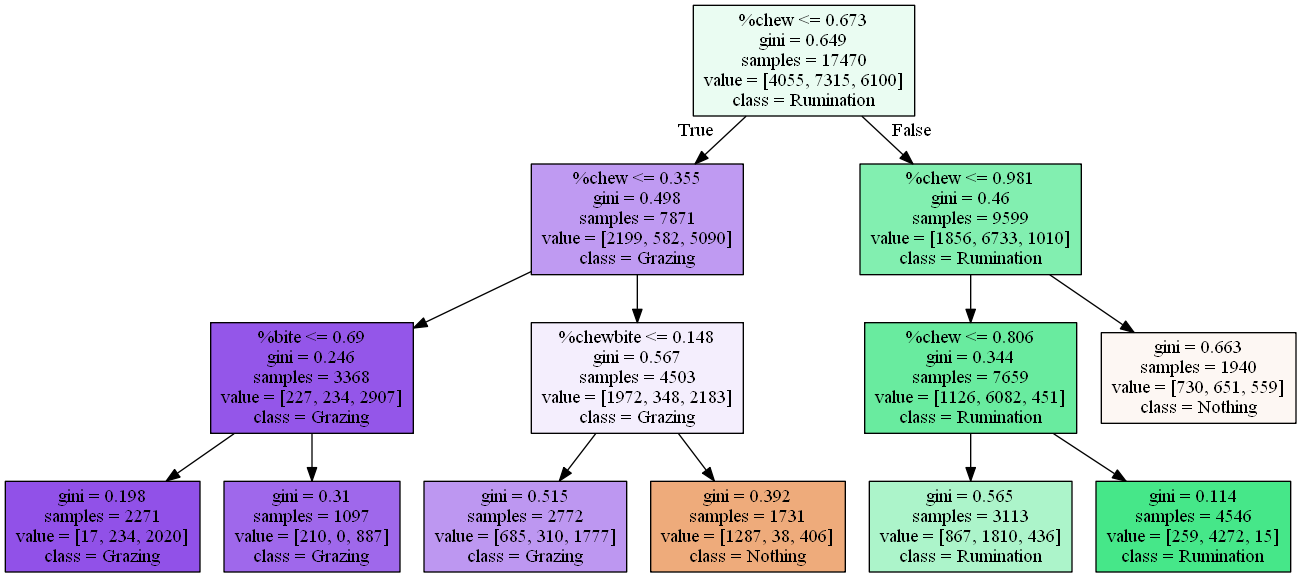 %chew <= 0.673
gini = 0.649
samples = 17470
value = [4055, 7315, 6100]
class = Rumination
True
False
%chew <= 0.355
gini = 0.498
samples = 7871
value = [2199, 582, 5090]
class = Grazing
%chew <= 0.981
gini = 0.46
samples = 9599
value = [1856, 6733, 1010]
class = Rumination
%bite <= 0.69
gini = 0.246
samples = 3368
value = [227, 234, 2907]
class = Grazing
%chewbite <= 0.148
gini = 0.567
samples = 4503
value = [1972, 348, 2183]
class = Grazing
%chew <= 0.806
gini = 0.344
samples = 7659
value = [1126, 6082, 451]
class = Rumination
gini = 0.663
samples = 1940
value = [730, 651, 559]
class = Nothing
gini = 0.198
samples = 2271
value = [17, 234, 2020]
class = Grazing
gini = 0.31
samples = 1097
value = [210, 0, 887]
class = Grazing
gini = 0.515
samples = 2772
value = [685, 310, 1777]
class = Grazing
gini = 0.392
samples = 1731
value = [1287, 38, 406]
class = Nothing
gini = 0.565
samples = 3113
value = [867, 1810, 436]
class = Rumination
gini = 0.114
samples = 4546
value = [259, 4272, 15]
class = Rumination